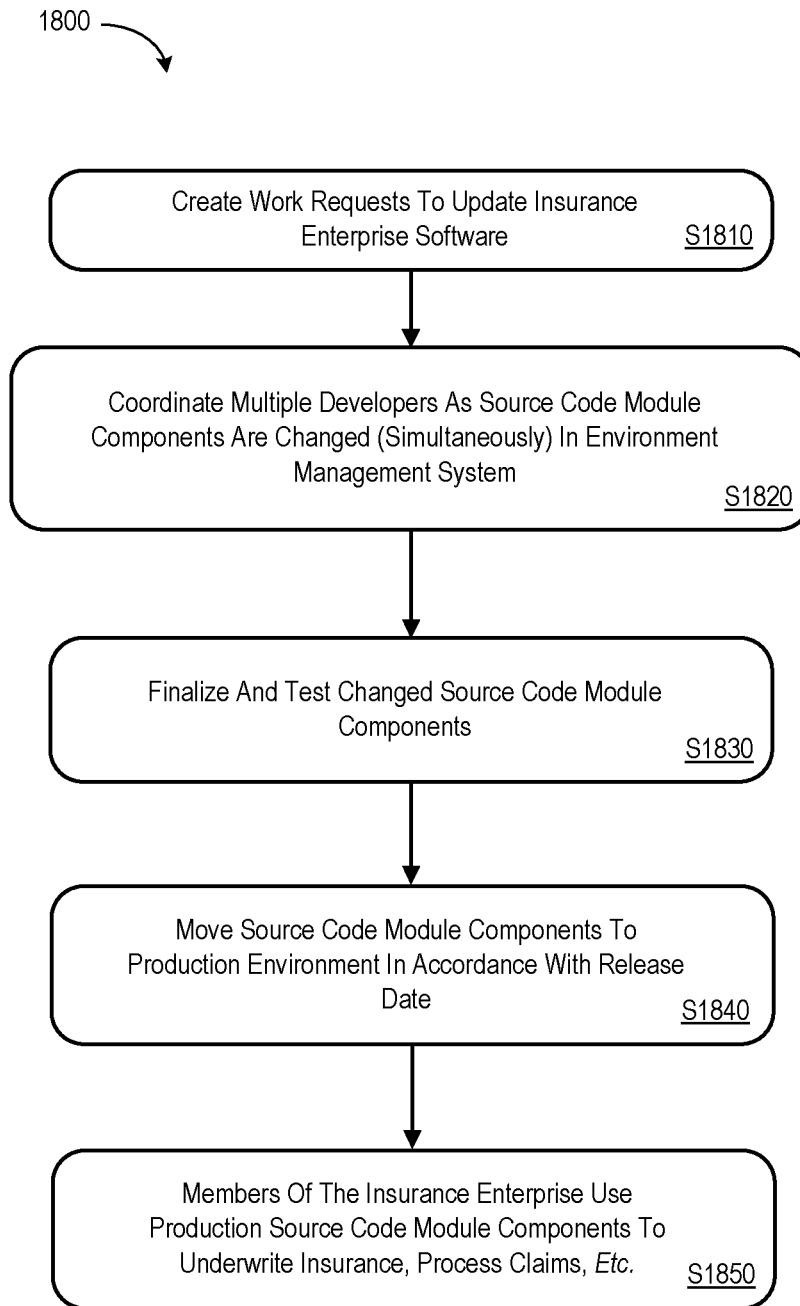 1800
Create Work Requests To Update Insurance
Enterprise Software
S1810
Coordinate Multiple Developers As Source Code Module
Components Are Changed (Simultaneously) In Environment
Management System
S1820
Finalize And Test Changed Source Code Module
Components
S1830
Move Source Code Module Components To
Production Environment In Accordance With Release
Date
S1840
Members Of The Insurance Enterprise Use
Production Source Code Module Components To
Underwrite Insurance, Process Claims, Etc.
S1850